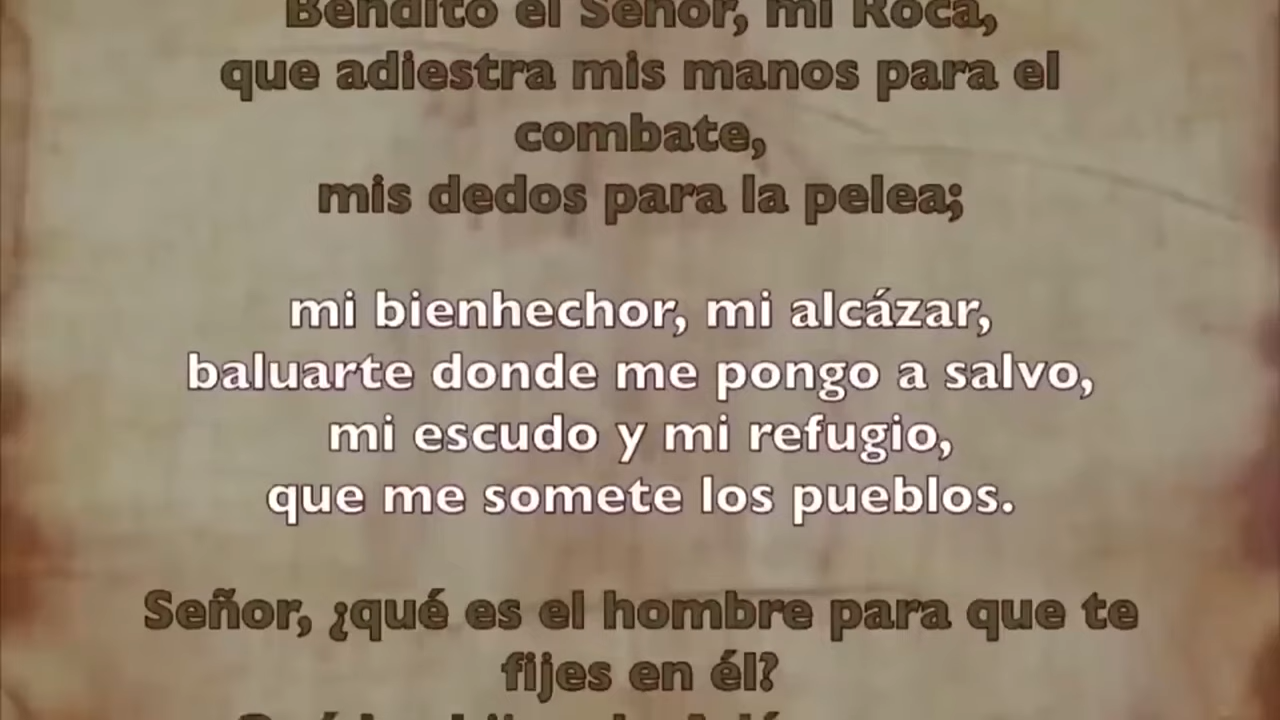 Bendito el Señor, mi Roca,
que adiestra mis manos para el
combate,
mis dedos para la pelea;
mi bienhechor, mi alcázar,
baluarte donde me pongo a salvo,
mi escudo y mi refugio,
que me somete los pueblos.
Señor, ¿qué es el hombre para que te
fijes en él?